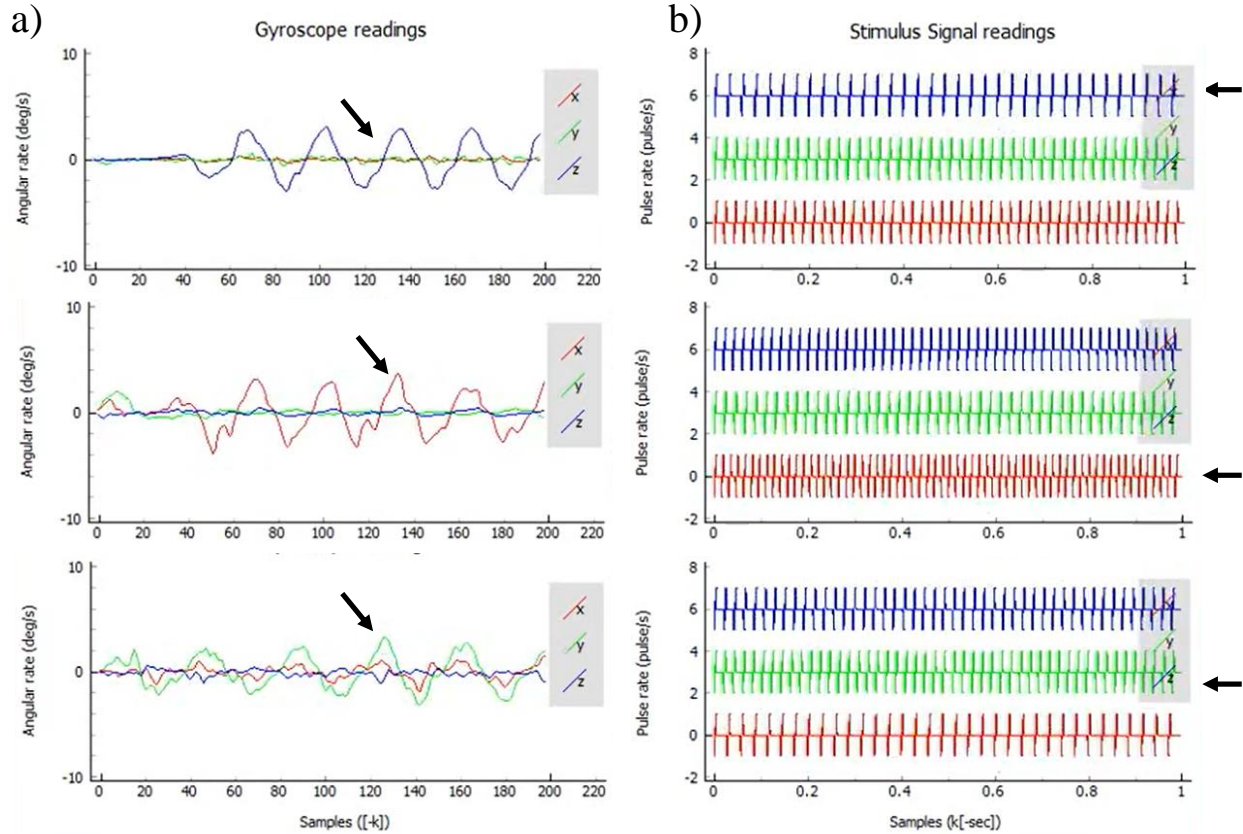 a)
Gyroscope readings
10
0
-10
Angular rate (deg/s)
x
y
z
0 20 40 60 80 100 120 140 160 180 200 220
b)
Stimulus Signal readings
8
6
4
2
0
-2
Pulse rate (pulse/s)
y
z
0 0.2 0.4 0.6 0.8 1
10
0
-10
Angular rate (deg/s)
x
y
z
0 20 40 60 80 100 120 140 160 180 200 220
8
6
4
2
0
-2
Pulse rate (pulse/s)
x
y
z
0 0.2 0.4 0.6 0.8 1
10
0
-10
Angular rate (deg/s)
x
y
z
0 20 40 60 80 100 120 140 160 180 200 220
Samples ([-k])
8
6
4
2
0
-2
Pulse rate (pulse/s)
x
y
z
0 0.2 0.4 0.6 0.8 1
Samples (k[-sec])